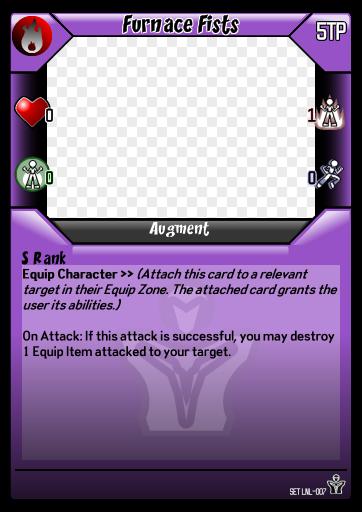 Furnace Fists
5TP
0
1
0
0
Augment
S Rank
Equip Character >> (Attach this card to a relevant
target in their Equip Zone. The attached card grants the
user its abilities.)
On Attack: If this attack is successful, you may destroy
1 Equip Item attacked to your target.
SET LNL-007